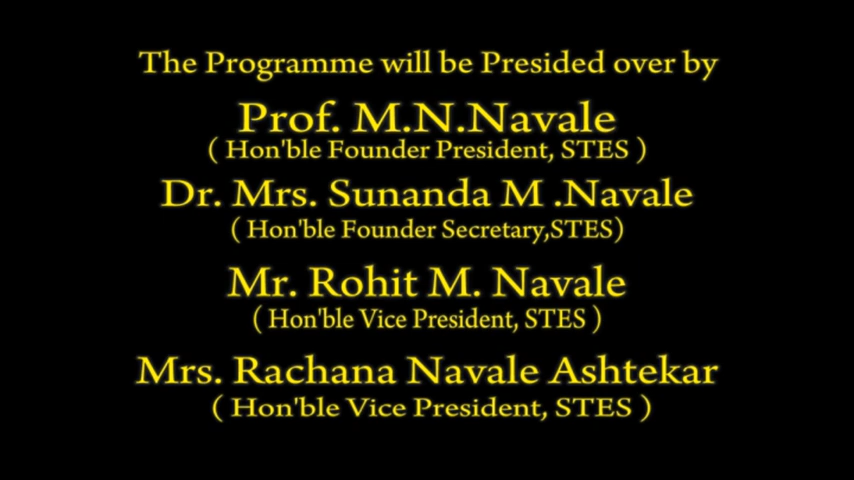 The Programme will be Presided over by
Prof. M.N.Navale
( Hon'ble Founder President, STES )
Dr. Mrs. Sunanda M .Navale
( Hon'ble Founder Secretary,STES)
Mr. Rohit M. Navale
( Hon'ble Vice President, STES )
Mrs. Rachana Navale Ashtekar
( Hon'ble Vice President, STES )